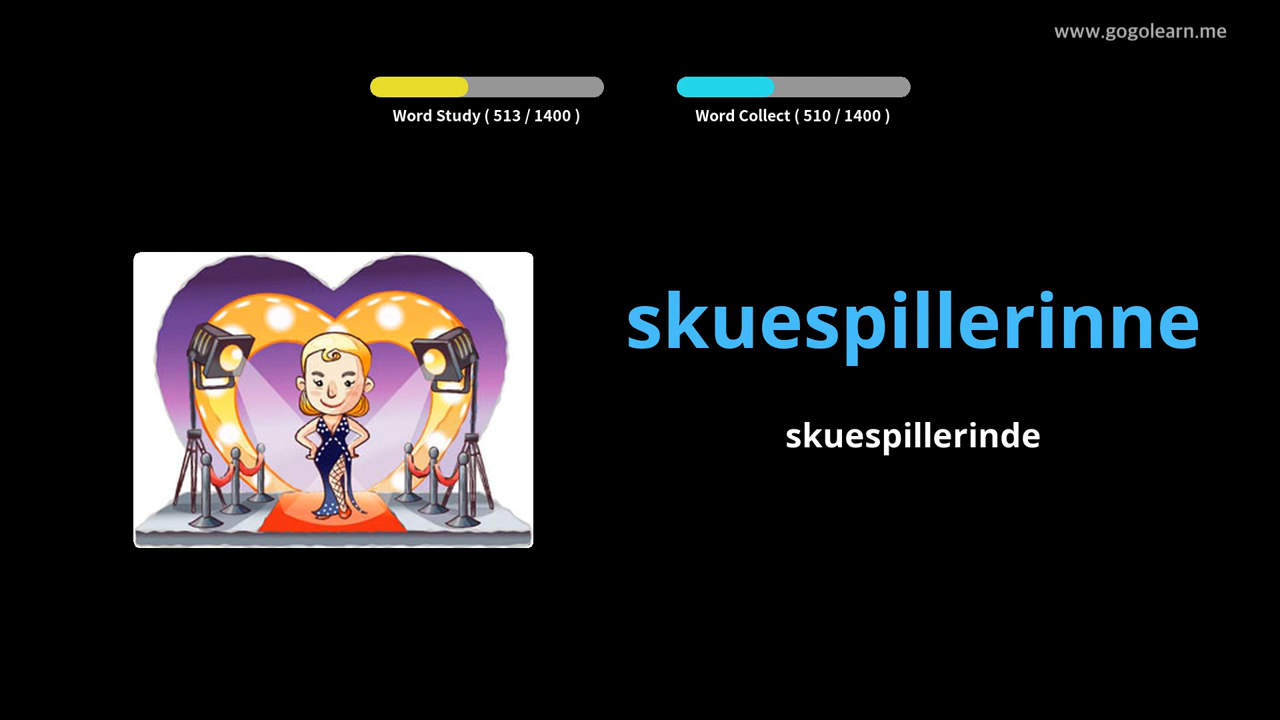 www.gogolearn.me
Word Study ( 513 / 1400 )
Word Collect ( 510 / 1400 )
skuespillerinne
skuespillerinde